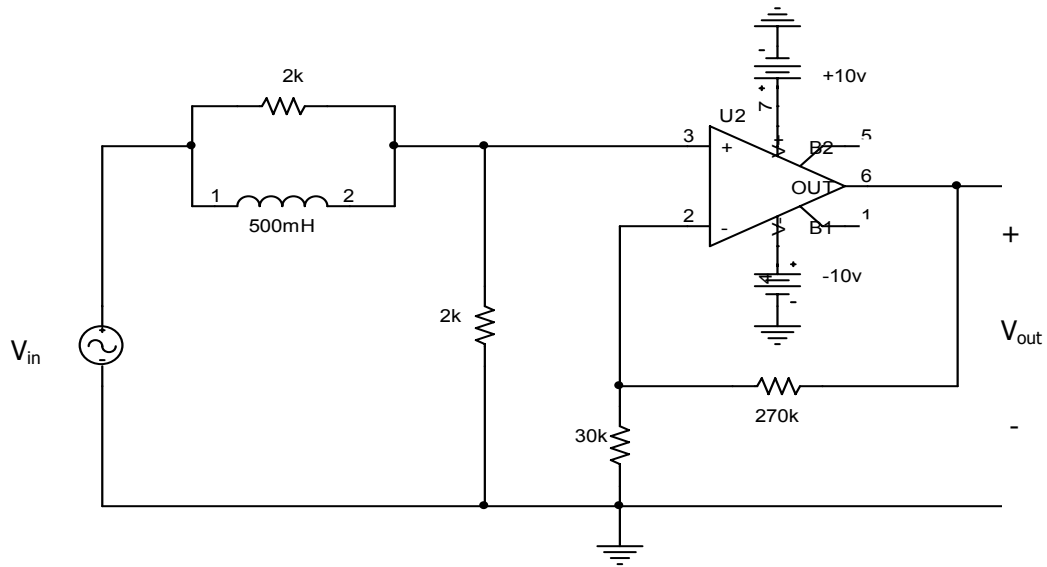 2k
+10v
7
U2
V+
5
B2
3
+
6
OUT
1 2
500mH
2
-
1
B1
V-
+
4
-10v
2k
Vin
Vout
270k
-
30k